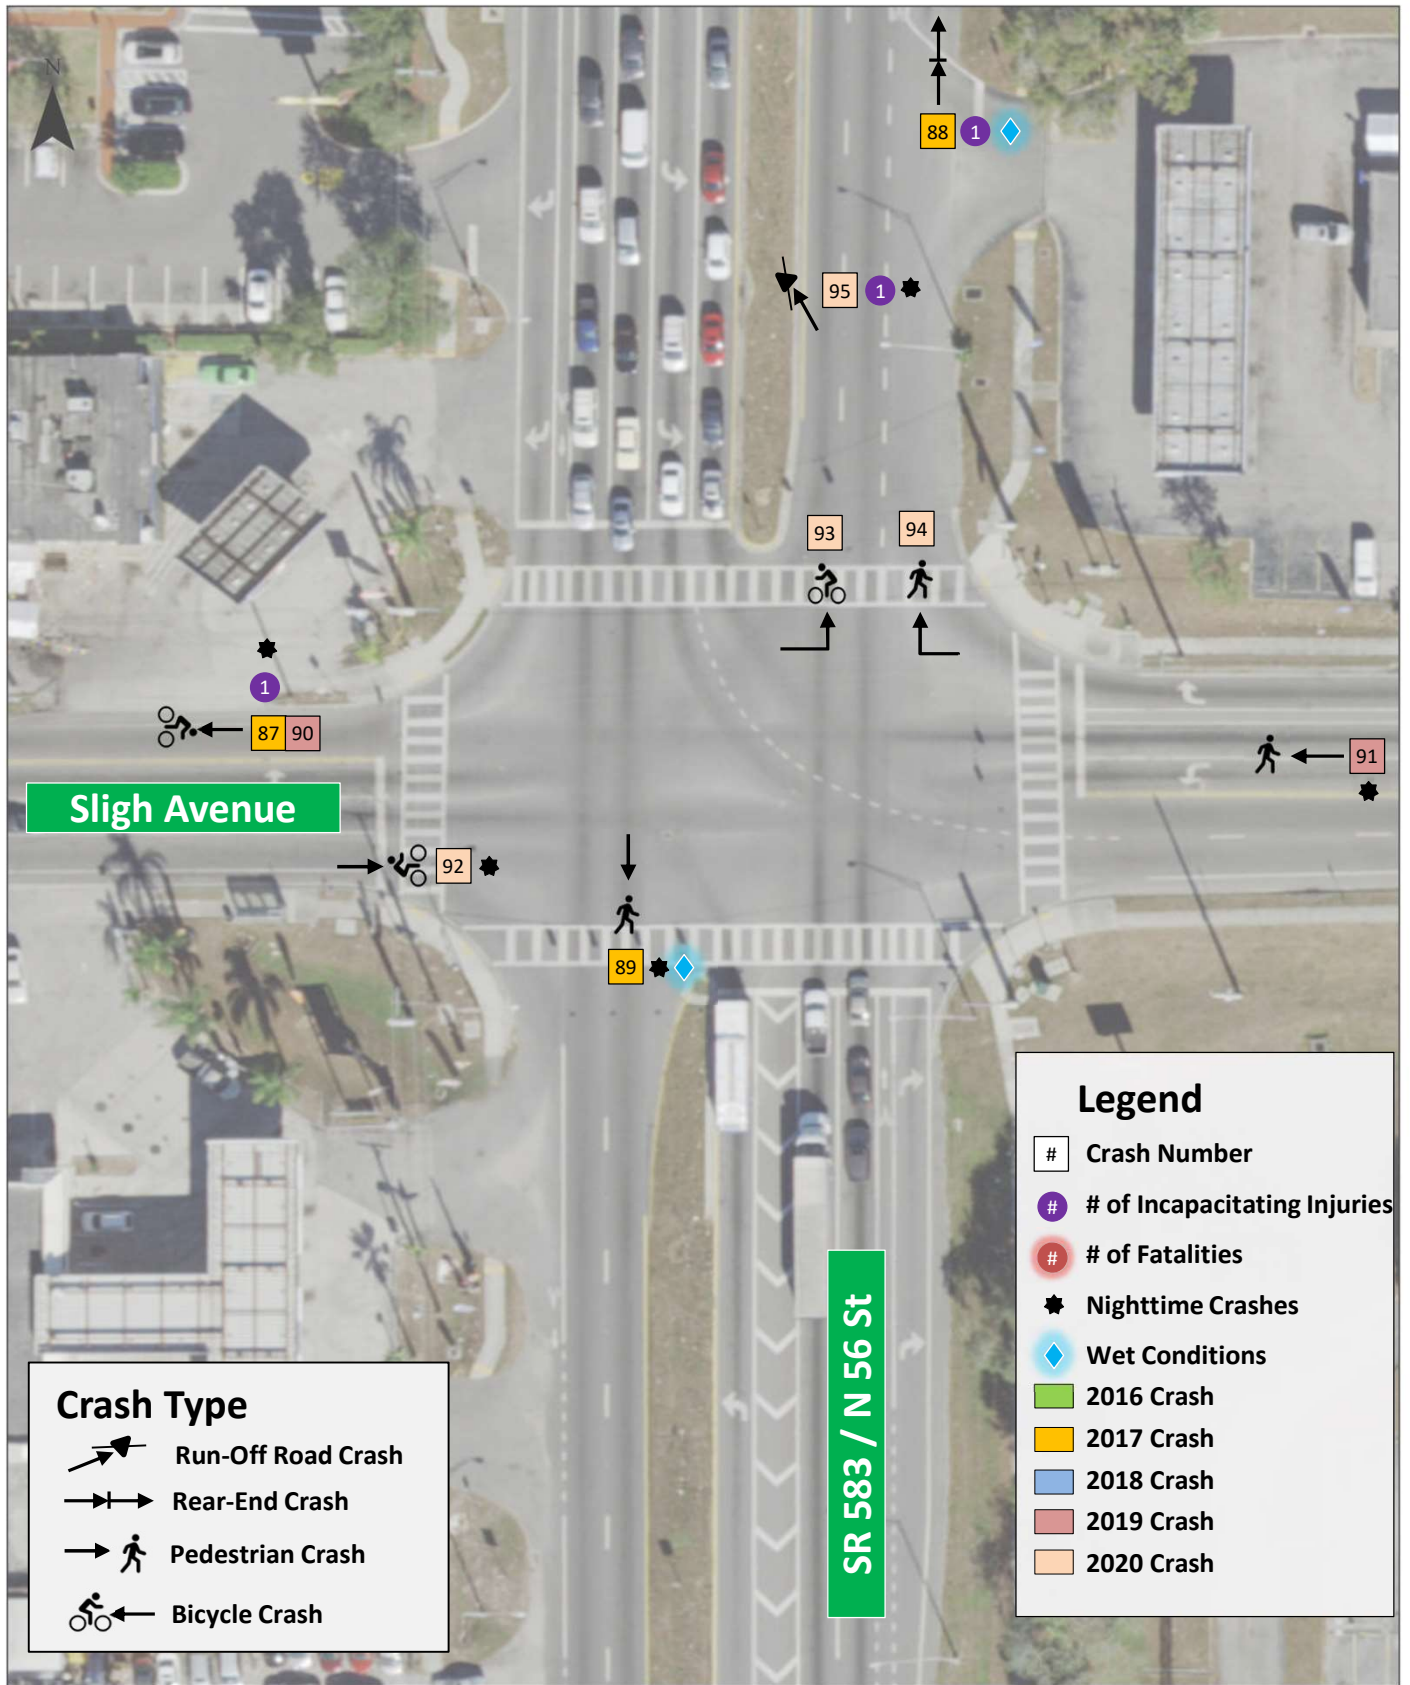 N
88 1
95 1
93
94
1
87 90
91
Sligh Avenue
92
89
SR 583 / N 56 St
Legend
# Crash Number
# # of Incapacitating Injuries
# # of Fatalities
Nighttime Crashes
Wet Conditions
2016 Crash
2017 Crash
2018 Crash
2019 Crash
2020 Crash
Crash Type
Run-Off Road Crash
Rear-End Crash
Pedestrian Crash
Bicycle Crash